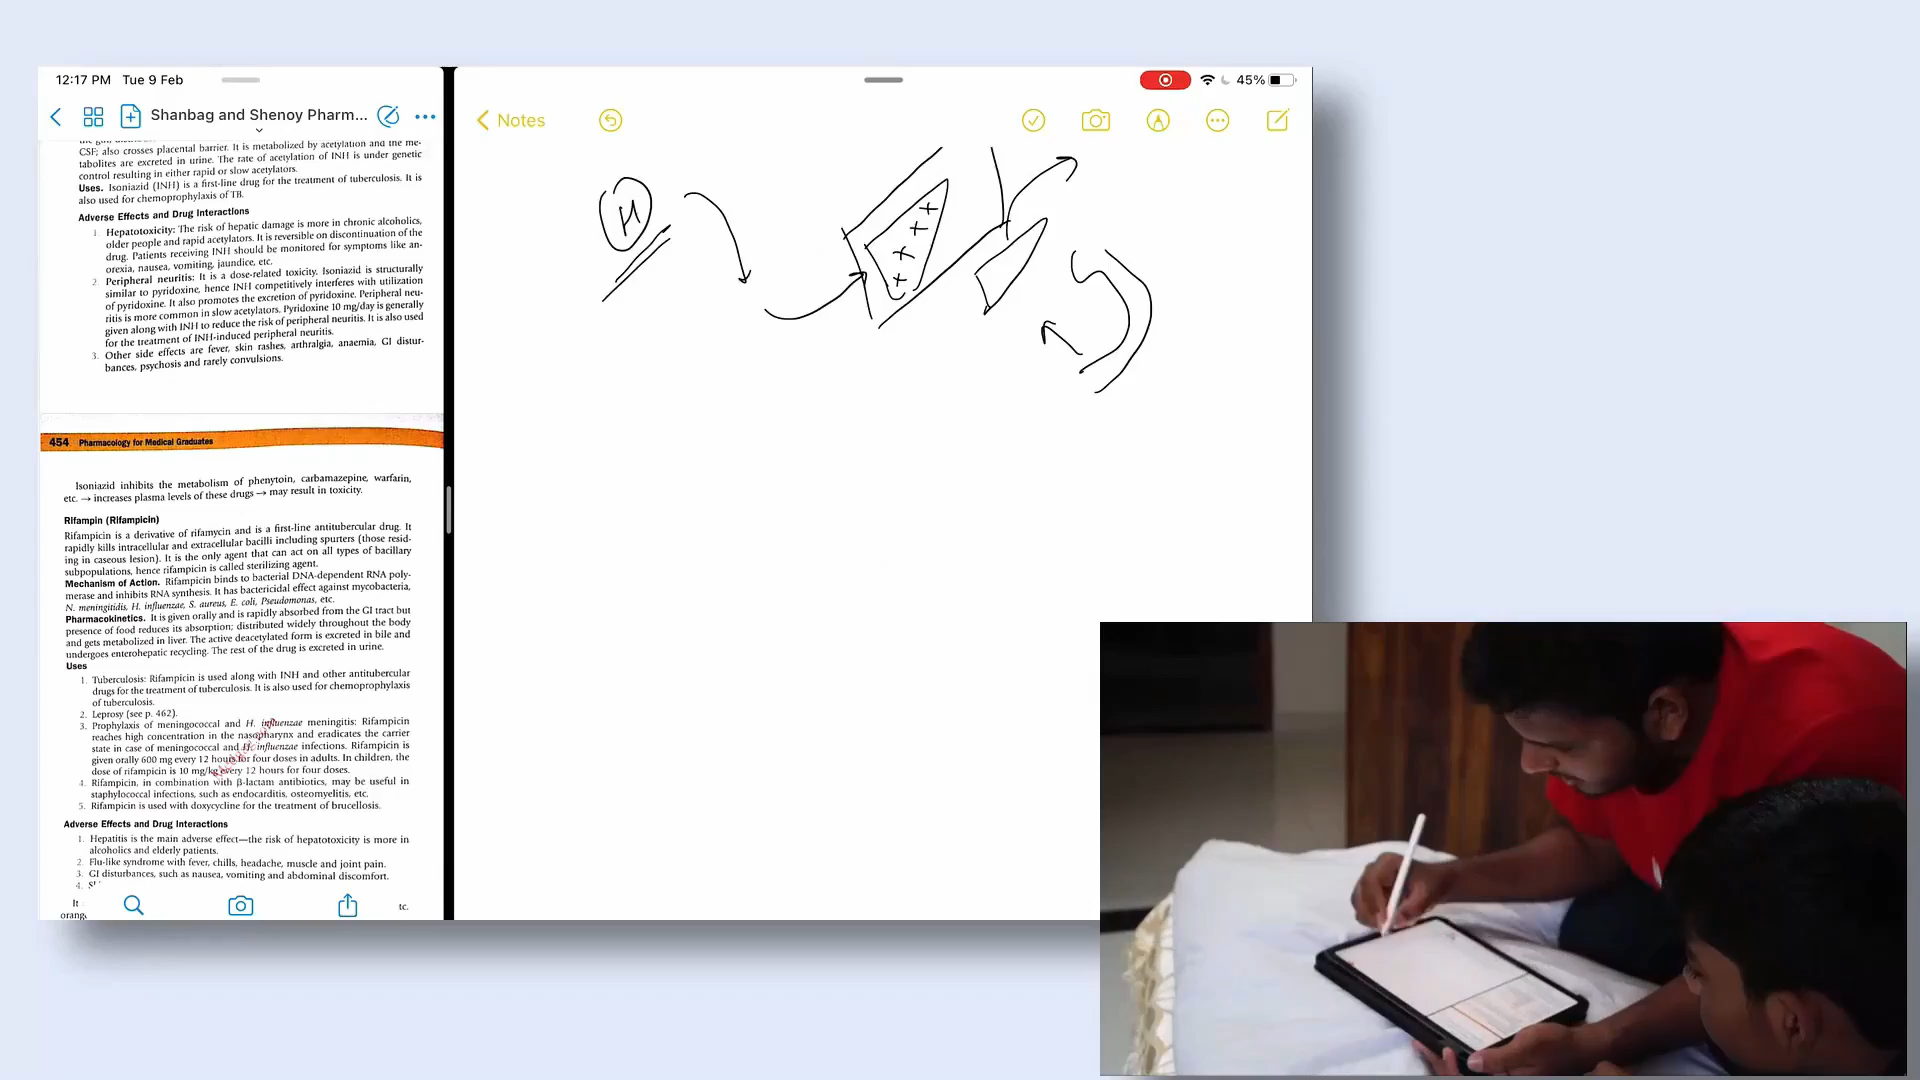 12:17 PM Tue 9 Feb
45%
Shanbag and Shenoy Pharm...
Notes
CSF; also crosses placental barrier. It is metabolized by acetylation and the me-
tabolites are excreted in urine. The rate of acetylation of INH is under genetic
control resulting in either rapid or slow acetylators.
Uses. Isoniazid (INH) is a first-line drug for the treatment of tuberculosis. It is
also used for chemoprophylaxis of TB.
Adverse Effects and Drug Interactions
1. Hepatotoxicity: The risk of hepatic damage is more in chronic alcoholics,
older people and rapid acetylators. It is reversible on discontinuation of the
drug. Patients receiving INH should be monitored for symptoms like an-
orexia, nausea, vomiting, jaundice, etc.
2. Peripheral neuritis: It is a dose-related toxicity. Isoniazid is structurally
similar to pyridoxine, hence INH competitively interferes with utilization
of pyridoxine. It also promotes the excretion of pyridoxine. Peripheral neu-
ritis is more common in slow acetylators. Pyridoxine 10 mg/day is generally
given along with INH to reduce the risk of peripheral neuritis. It is also used
for the treatment of INH-induced peripheral neuritis.
3. Other side effects are fever, skin rashes, arthralgia, anaemia, GI distur-
bances, psychosis and rarely convulsions.
454 Pharmacology for Medical Graduates
Isoniazid inhibits the metabolism of phenytoin, carbamazepine, warfarin,
etc. → increases plasma levels of these drugs → may result in toxicity.
Rifampin (Rifampicin)
Rifampicin is a derivative of rifamycin and is a first-line antitubercular drug. It
rapidly kills intracellular and extracellular bacilli including spurters (those resid-
ing in caseous lesion). It is the only agent that can act on all types of bacillary
subpopulations, hence rifampicin is called sterilizing agent.
Mechanism of Action. Rifampicin binds to bacterial DNA-dependent RNA poly-
merase and inhibits RNA synthesis. It has bactericidal effect against mycobacteria,
N. meningitidis, H. influenzae, S. aureus, E. coli, Pseudomonas, etc.
Pharmacokinetics. It is given orally and is rapidly absorbed from the GI tract but
presence of food reduces its absorption; distributed widely throughout the body
and gets metabolized in liver. The active deacetylated form is excreted in bile and
undergoes enterohepatic recycling. The rest of the drug is excreted in urine.
Uses
1. Tuberculosis: Rifampicin is used along with INH and other antitubercular
drugs for the treatment of tuberculosis. It is also used for chemoprophylaxis
of tuberculosis.
2. Leprosy (see p. 462).
3. Prophylaxis of meningococcal and H. influenzae meningitis: Rifampicin
reaches high concentration in the nasopharynx and eradicates the carrier
state in case of meningococcal and H. influenzae infections. Rifampicin is
given orally 600 mg every 12 hours for four doses in adults. In children, the
dose of rifampicin is 10 mg/kg every 12 hours for four doses.
4. Rifampicin, in combination with β-lactam antibiotics, may be useful in
staphylococcal infections, such as endocarditis, osteomyelitis, etc.
5. Rifampicin is used with doxycycline for the treatment of brucellosis.
Adverse Effects and Drug Interactions
1. Hepatitis is the main adverse effect—the risk of hepatotoxicity is more in
alcoholics and elderly patients.
2. Flu-like syndrome with fever, chills, headache, muscle and joint pain.
3. GI disturbances, such as nausea, vomiting and abdominal discomfort.
4.
It
tc.
H